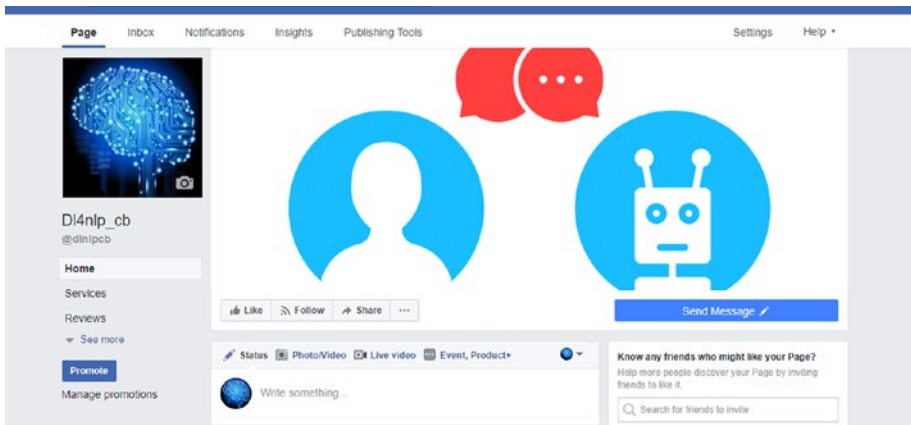 Page Inbox Notifications Insights Publishing Tools Settings Help
Dl4nlp_cb
@dlnlpcb
Home
Services
Reviews
See more
Promote
Manage promotions
Like Follow Share ...
Send Message
Status Photo/Video Live video Event, Product+
Write something...
Know any friends who might like your Page?
Help more people discover your Page by inviting
friends to like it.
Search for friends to invite